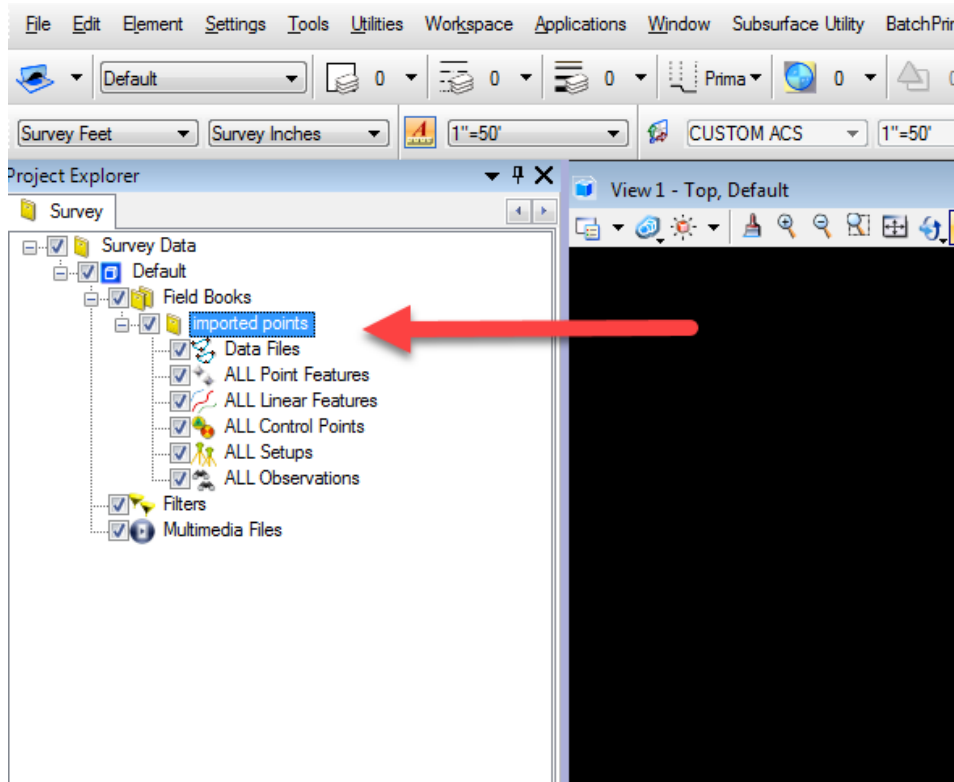 File Edit Element Settings Tools Utilities Workspace Applications Window Subsurface Utility BatchPrin
Default 0 0 0 Prima 0 0
Survey Feet Survey Inches 1"=50' CUSTOM ACS 1"=50'
Project Explorer
View 1 - Top, Default
Survey
Survey Data
Default
Field Books
imported points
Data Files
ALL Point Features
ALL Linear Features
ALL Control Points
ALL Setups
ALL Observations
Filters
Multimedia Files